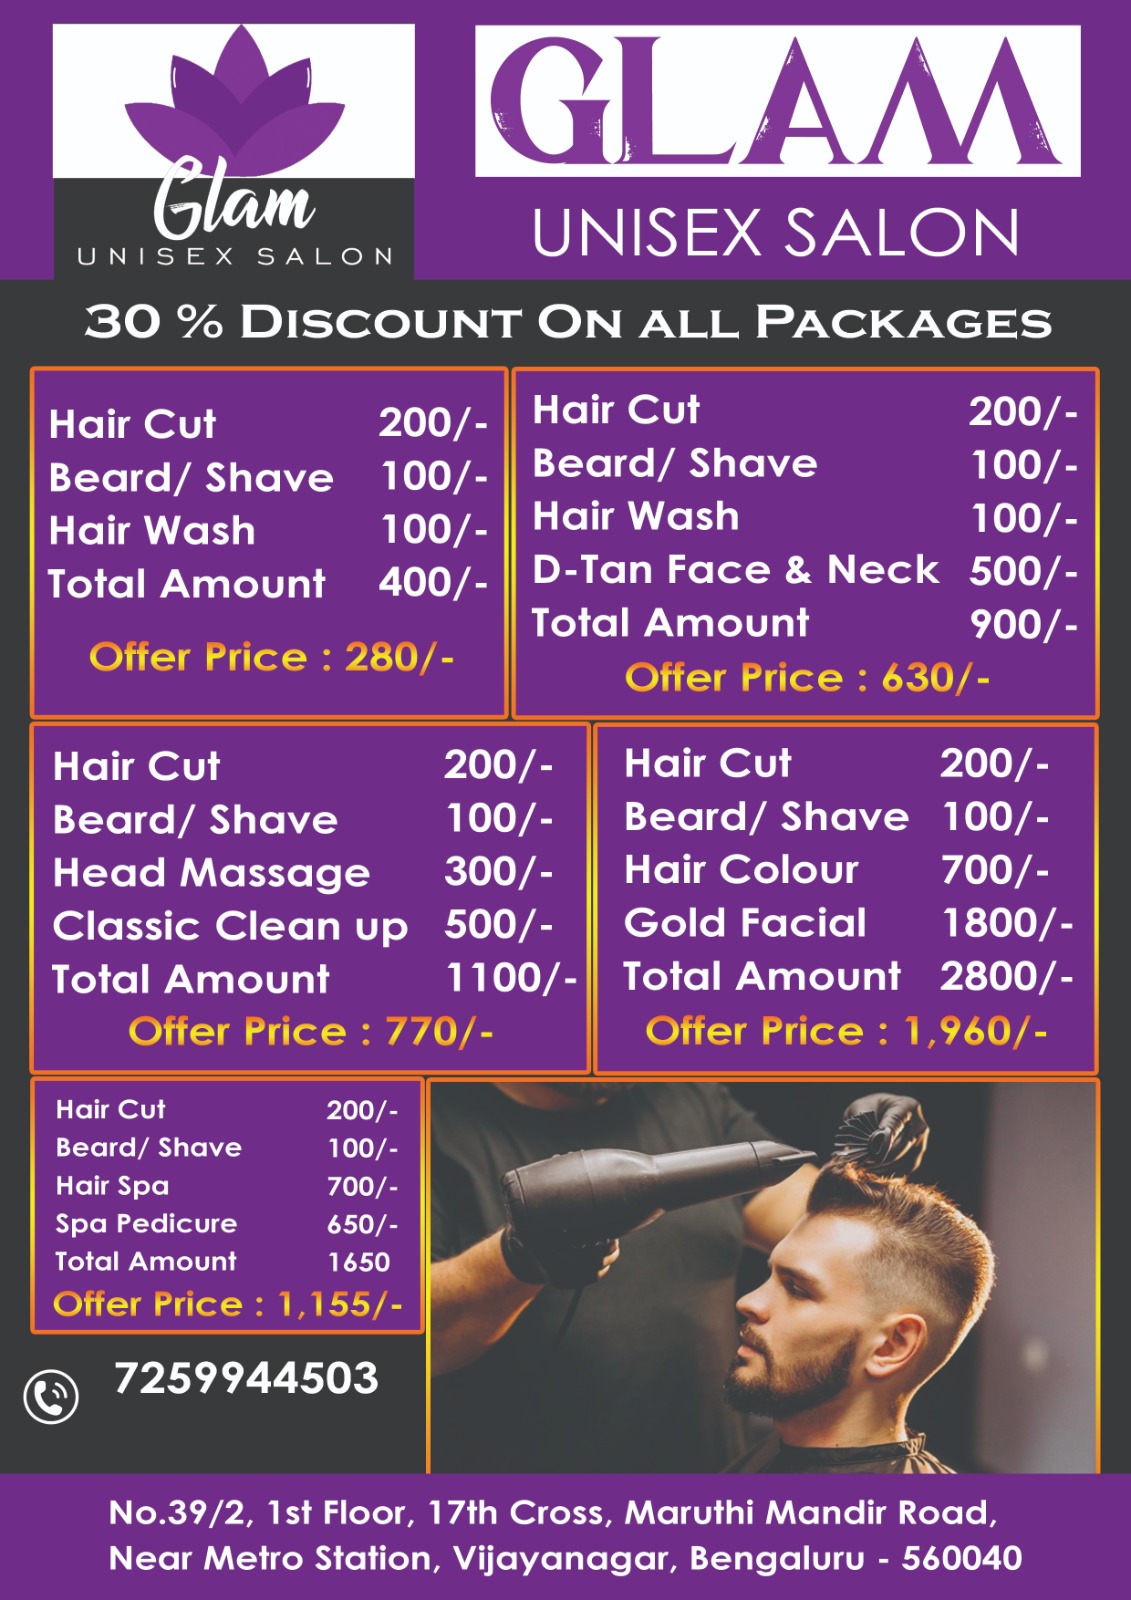 Glam
UNISEX SALON
GLAM
UNISEX SALON
30 % Discount On all Packages
Hair Cut 200/-
Beard/ Shave 100/-
Hair Wash 100/-
Total Amount 400/-
Offer Price : 280/-
Hair Cut 200/-
Beard/ Shave 100/-
Hair Wash 100/-
D-Tan Face & Neck 500/-
Total Amount 900/-
Offer Price : 630/-
Hair Cut 200/-
Beard/ Shave 100/-
Head Massage 300/-
Classic Clean up 500/-
Total Amount 1100/-
Offer Price : 770/-
Hair Cut 200/-
Beard/ Shave 100/-
Hair Colour 700/-
Gold Facial 1800/-
Total Amount 2800/-
Offer Price : 1,960/-
Hair Cut 200/-
Beard/ Shave 100/-
Hair Spa 700/-
Spa Pedicure 650/-
Total Amount 1650
Offer Price : 1,155/-
7259944503
No.39/2, 1st Floor, 17th Cross, Maruthi Mandir Road,
Near Metro Station, Vijayanagar, Bengaluru - 560040